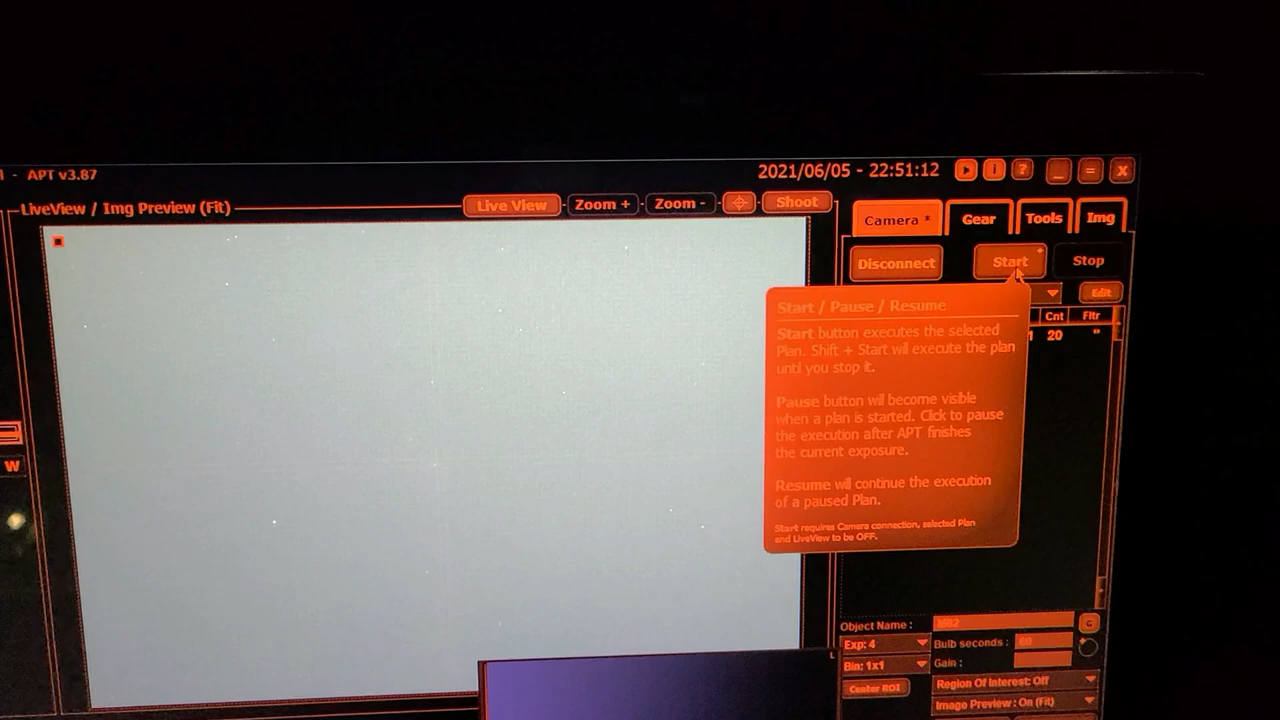 - APT v3.87
2021/06/05 - 22:51:12
i ? _ = X
LiveView / Img Preview (Fit)
Live View Zoom + Zoom - Shoot
Camera * Gear Tools Img
Disconnect Start + Stop
Edit
Cnt Fltr
1 20 "
Start / Pause / Resume
Start button executes the selected
Plan. Shift + Start will execute the plan
until you stop it.
Pause button will become visible
when a plan is started. Click to pause
the execution after APT finishes
the current exposure.
Resume will continue the execution
of a paused Plan.
Start requires Camera connection, selected Plan
and LiveView to be OFF.
W
Object Name : M82 G
Exp: 4 Bulb seconds : 60
Bin: 1x1 Gain :
Center ROI Region Of Interest: Off
Image Preview : On (Fit)
L